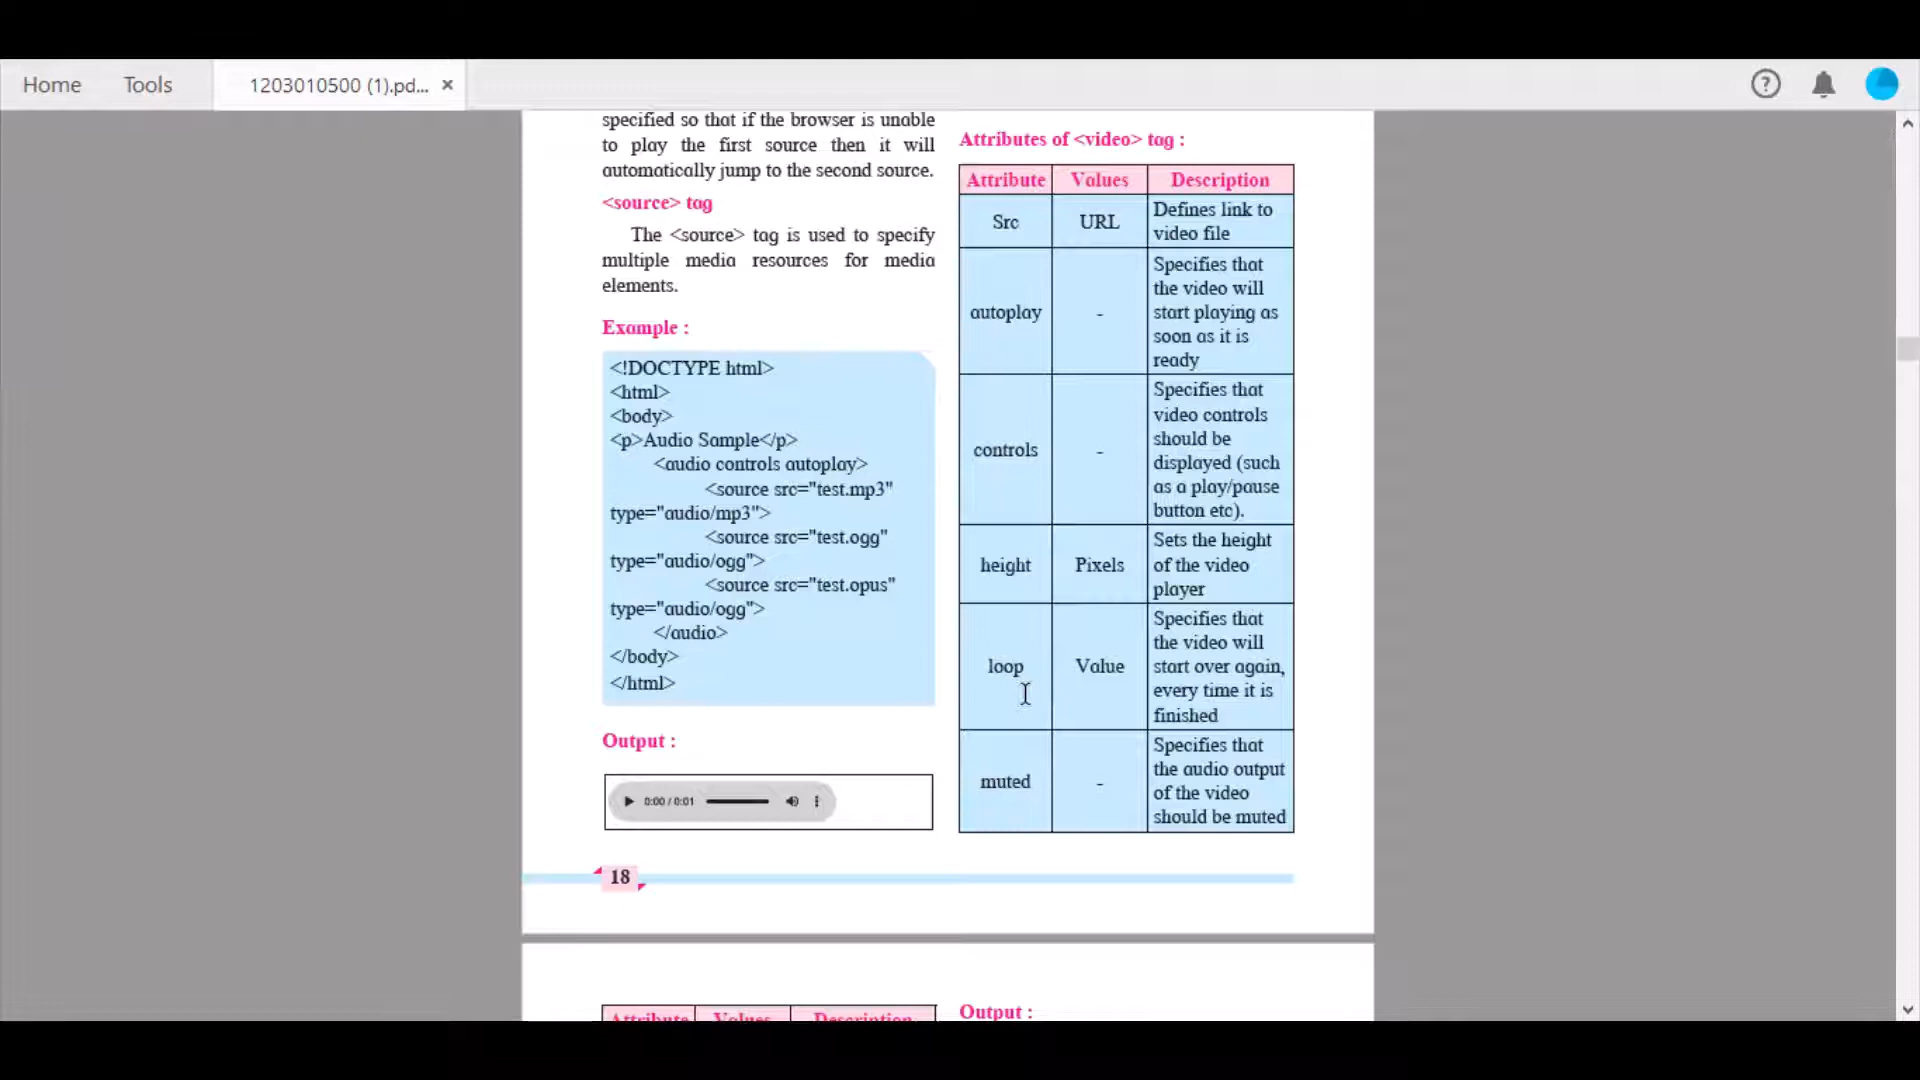 Home
Tools
1203010500 (1).pd...
specified so that if the browser is unable
to play the first source then it will
automatically jump to the second source.
<source> tag
The <source> tag is used to specify
multiple media resources for media
elements.
Example :
<!DOCTYPE html>
<html>
<body>
<p>Audio Sample</p>
<audio controls autoplay>
<source src="test.mp3"
type="audio/mp3">
<source src="test.ogg"
type="audio/ogg">
<source src="test.opus"
type="audio/ogg">
</audio>
</body>
</html>
Output :
0:00 / 0:01
18
Attributes of <video> tag :
Attribute Values Description
Src URL Defines link to
video file
autoplay - Specifies that
the video will
start playing as
soon as it is
ready
controls - Specifies that
video controls
should be
displayed (such
as a play/pause
button etc).
height Pixels Sets the height
of the video
player
loop Value Specifies that
the video will
start over again,
every time it is
finished
muted - Specifies that
the audio output
of the video
should be muted
Attribute Values Description
Output :